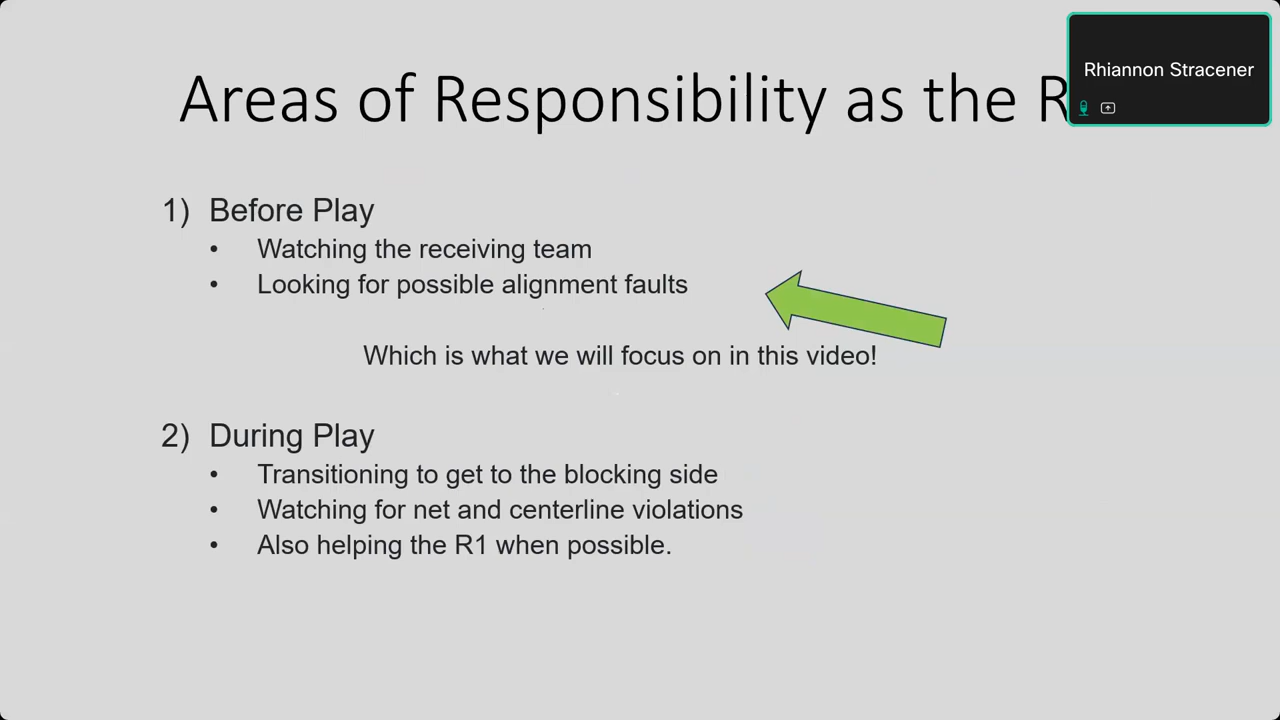 Areas of Responsibility as the R
Rhiannon Stracener
1) Before Play
• Watching the receiving team
• Looking for possible alignment faults
Which is what we will focus on in this video!
2) During Play
• Transitioning to get to the blocking side
• Watching for net and centerline violations
• Also helping the R1 when possible.